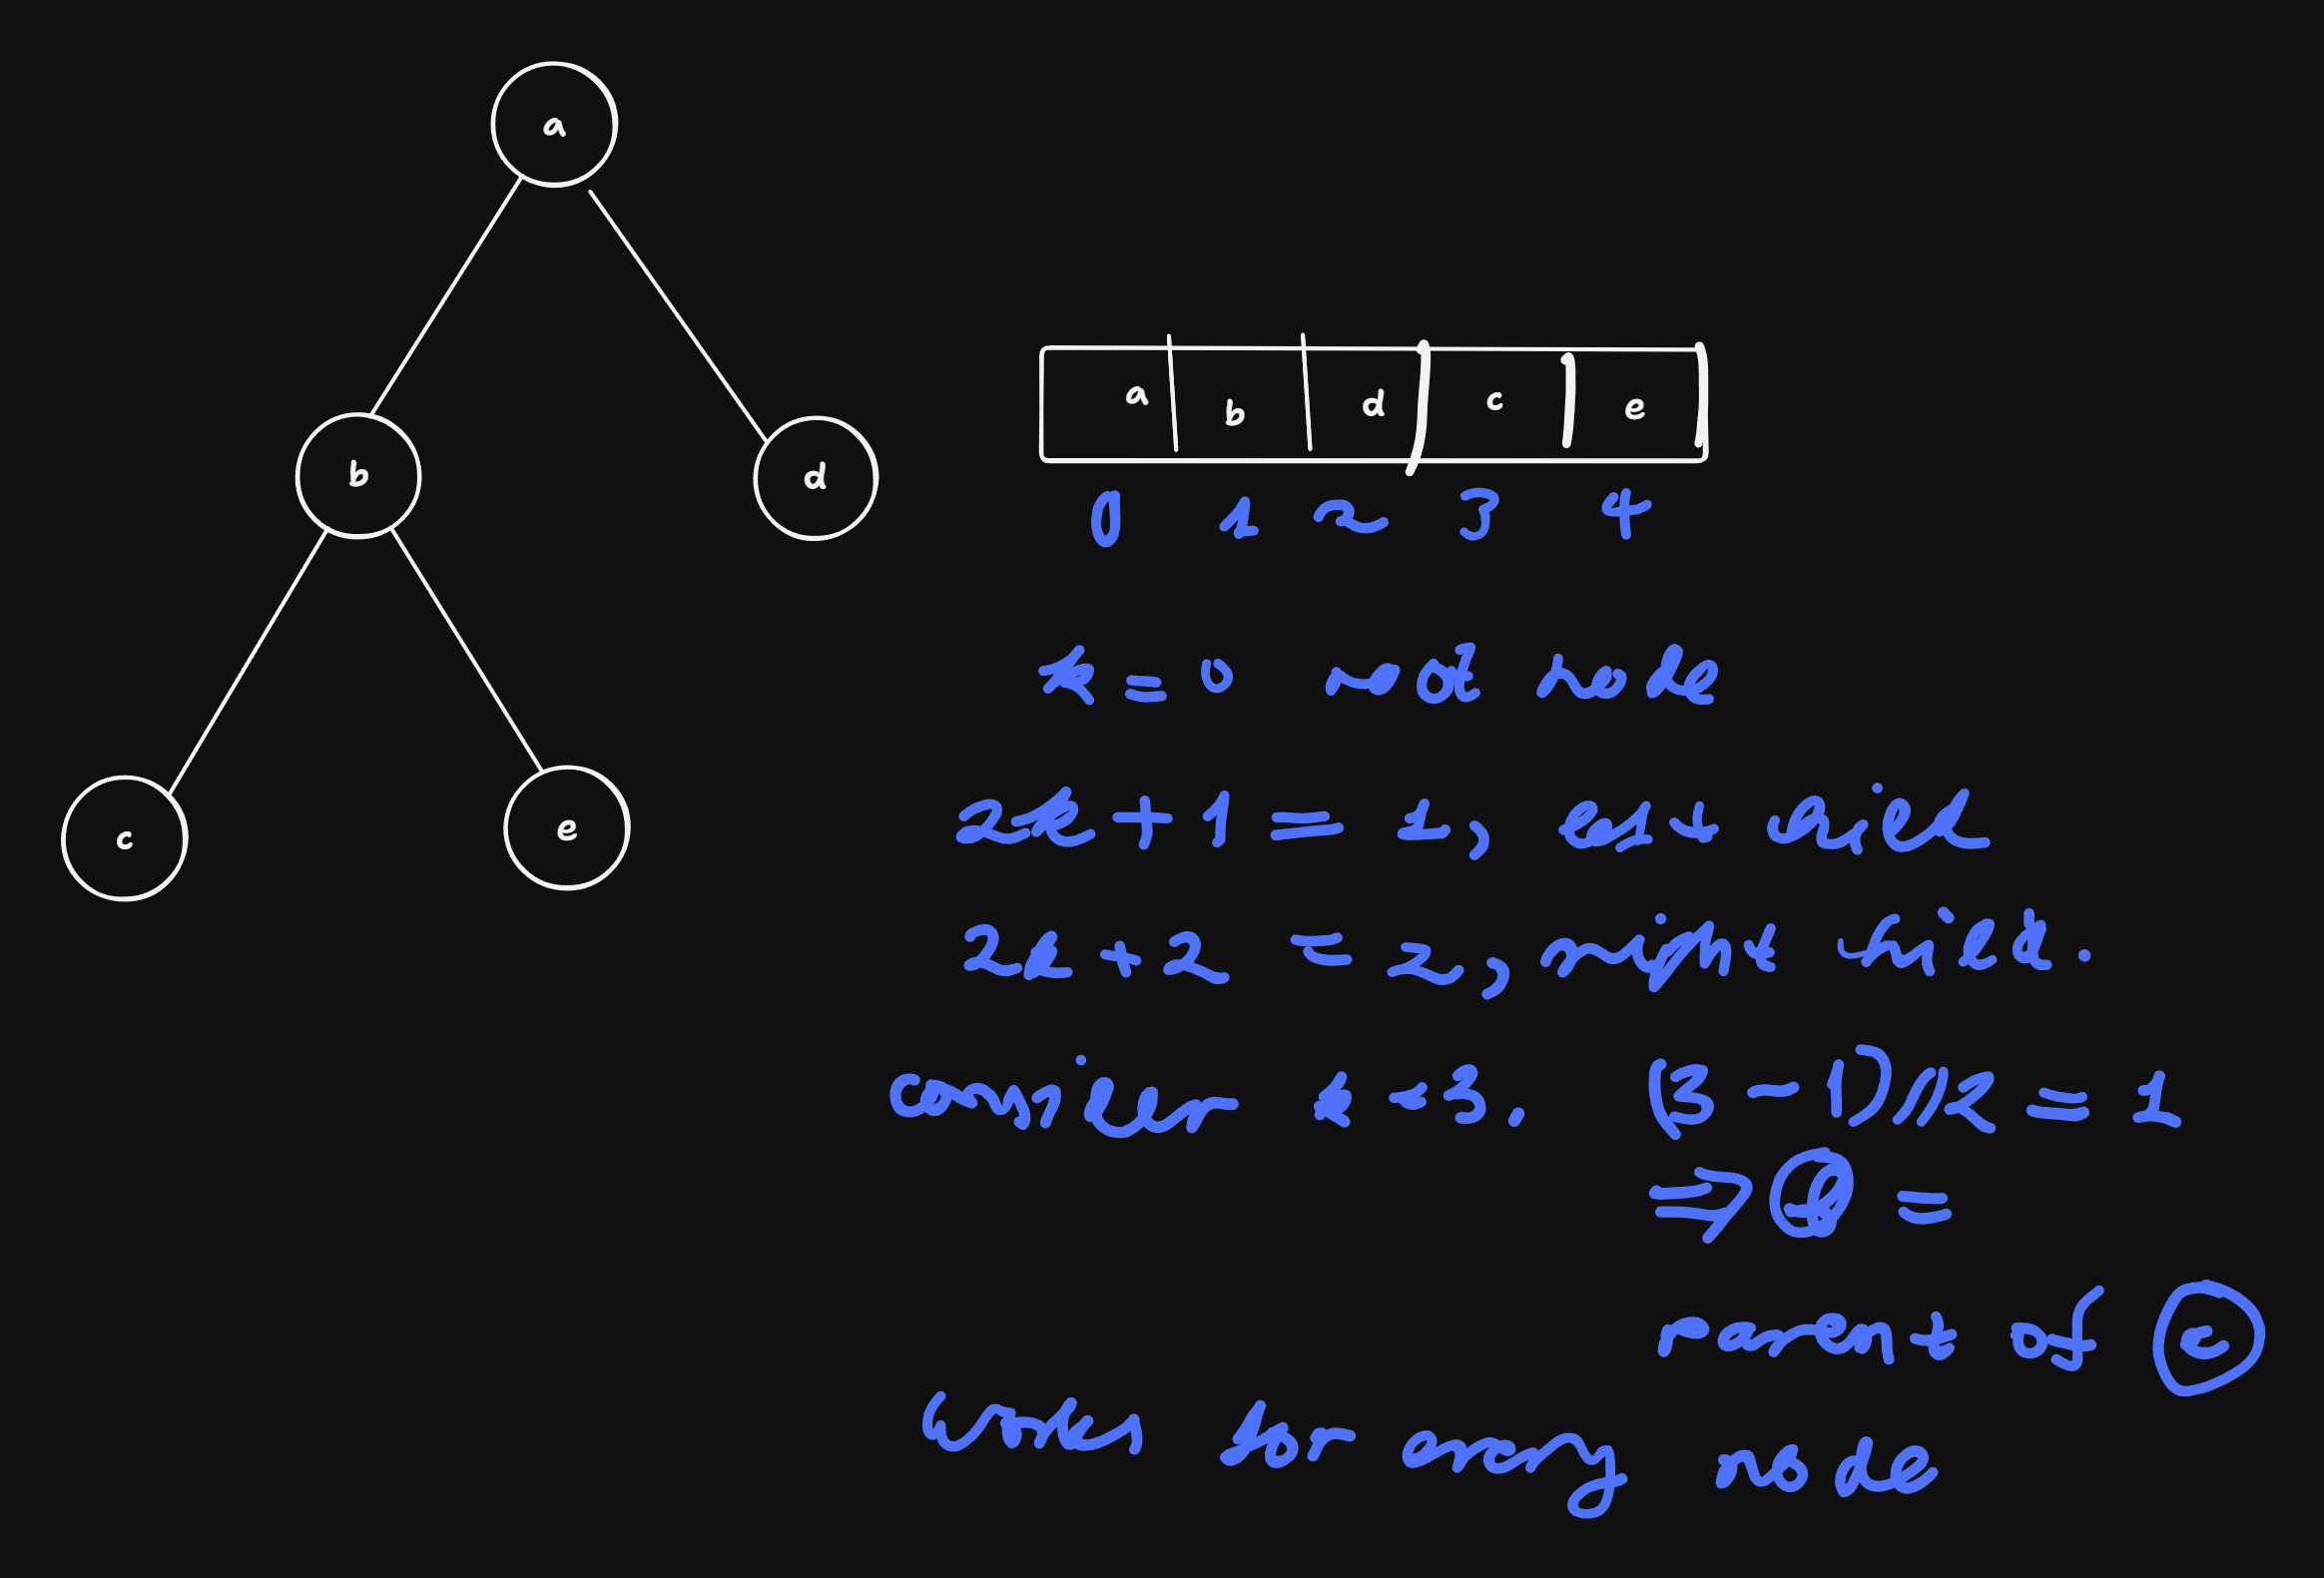 a
b d
c e
a b d c e
0 1 2 3 4
k = 0 root node
2k + 1 = 1, left child
2k + 2 = 2, right child.
consider k = 3. (3 - 1)/2 = 1
⇒ =
parent of e
works for any node